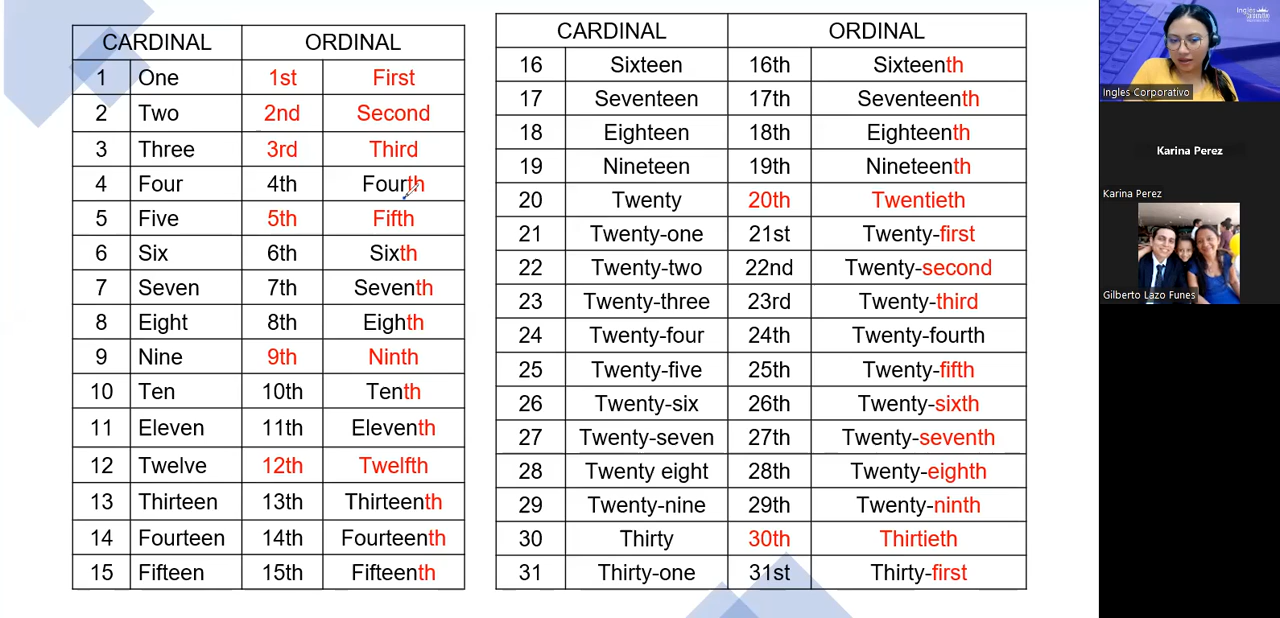 CARDINAL ORDINAL
1 One 1st First
2 Two 2nd Second
3 Three 3rd Third
4 Four 4th Fourth
5 Five 5th Fifth
6 Six 6th Sixth
7 Seven 7th Seventh
8 Eight 8th Eighth
9 Nine 9th Ninth
10 Ten 10th Tenth
11 Eleven 11th Eleventh
12 Twelve 12th Twelfth
13 Thirteen 13th Thirteenth
14 Fourteen 14th Fourteenth
15 Fifteen 15th Fifteenth
CARDINAL ORDINAL
16 Sixteen 16th Sixteenth
17 Seventeen 17th Seventeenth
18 Eighteen 18th Eighteenth
19 Nineteen 19th Nineteenth
20 Twenty 20th Twentieth
21 Twenty-one 21st Twenty-first
22 Twenty-two 22nd Twenty-second
23 Twenty-three 23rd Twenty-third
24 Twenty-four 24th Twenty-fourth
25 Twenty-five 25th Twenty-fifth
26 Twenty-six 26th Twenty-sixth
27 Twenty-seven 27th Twenty-seventh
28 Twenty eight 28th Twenty-eighth
29 Twenty-nine 29th Twenty-ninth
30 Thirty 30th Thirtieth
31 Thirty-one 31st Thirty-first
Ingles
Ingles Corporativo
Karina Perez
Karina Perez
Gilberto Lazo Funes